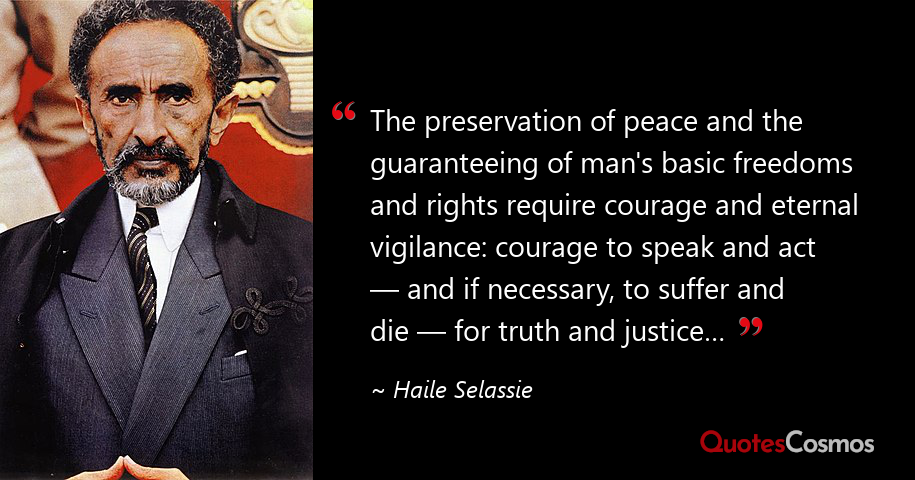 “ The preservation of peace and the
guaranteeing of man's basic freedoms
and rights require courage and eternal
vigilance: courage to speak and act
— and if necessary, to suffer and
die — for truth and justice... ”
~ Haile Selassie
QuotesCosmos